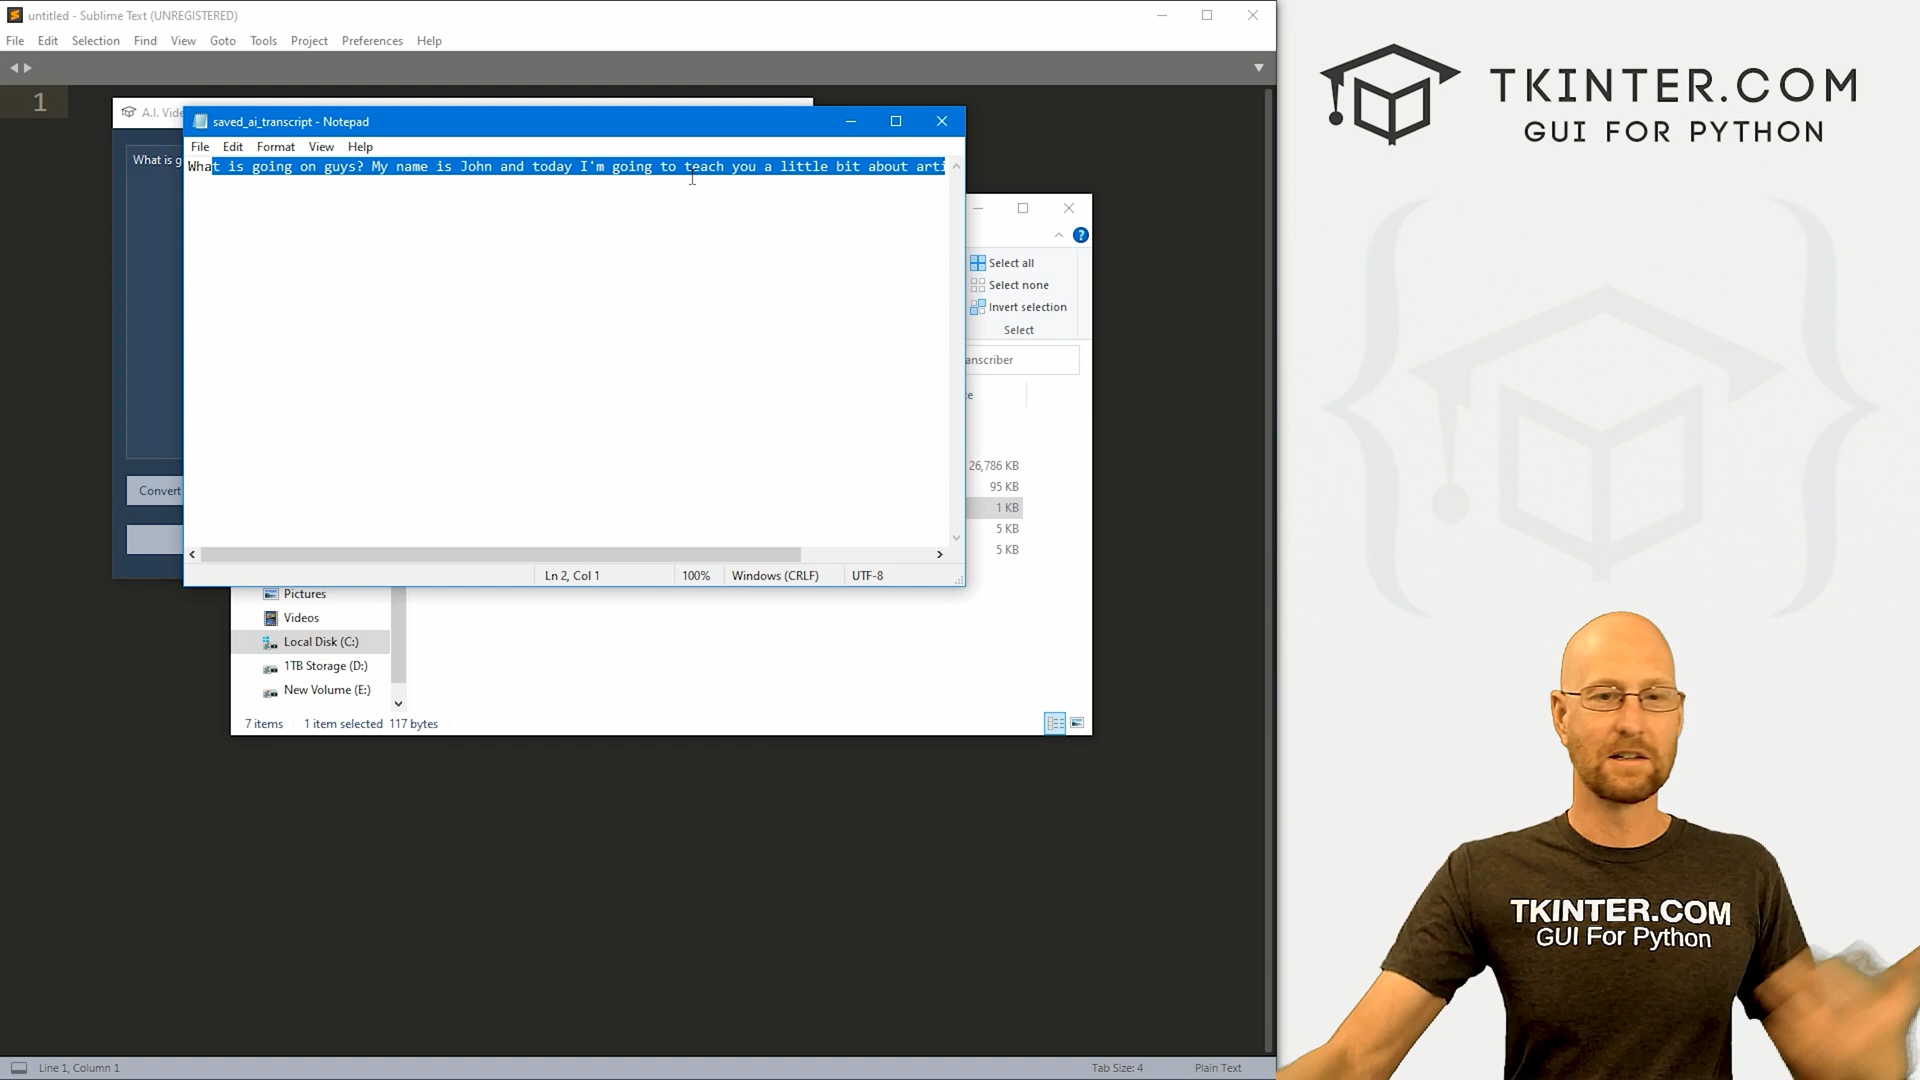 untitled - Sublime Text (UNREGISTERED)
File Edit Selection Find View Goto Tools Project Preferences Help
1
A.I. Vide
What is g
Convert
saved_ai_transcript - Notepad
File Edit Format View Help
What is going on guys? My name is John and today I'm going to teach you a little bit about arti
Ln 2, Col 1 100% Windows (CRLF) UTF-8
Select all
Select none
Invert selection
Select
anscriber
26,786 KB
95 KB
1 KB
5 KB
5 KB
Pictures
Videos
Local Disk (C:)
1TB Storage (D:)
New Volume (E:)
7 items 1 item selected 117 bytes
Line 1, Column 1 Tab Size: 4 Plain Text
TKINTER.COM
GUI FOR PYTHON
TKINTER.COM
GUI For Python